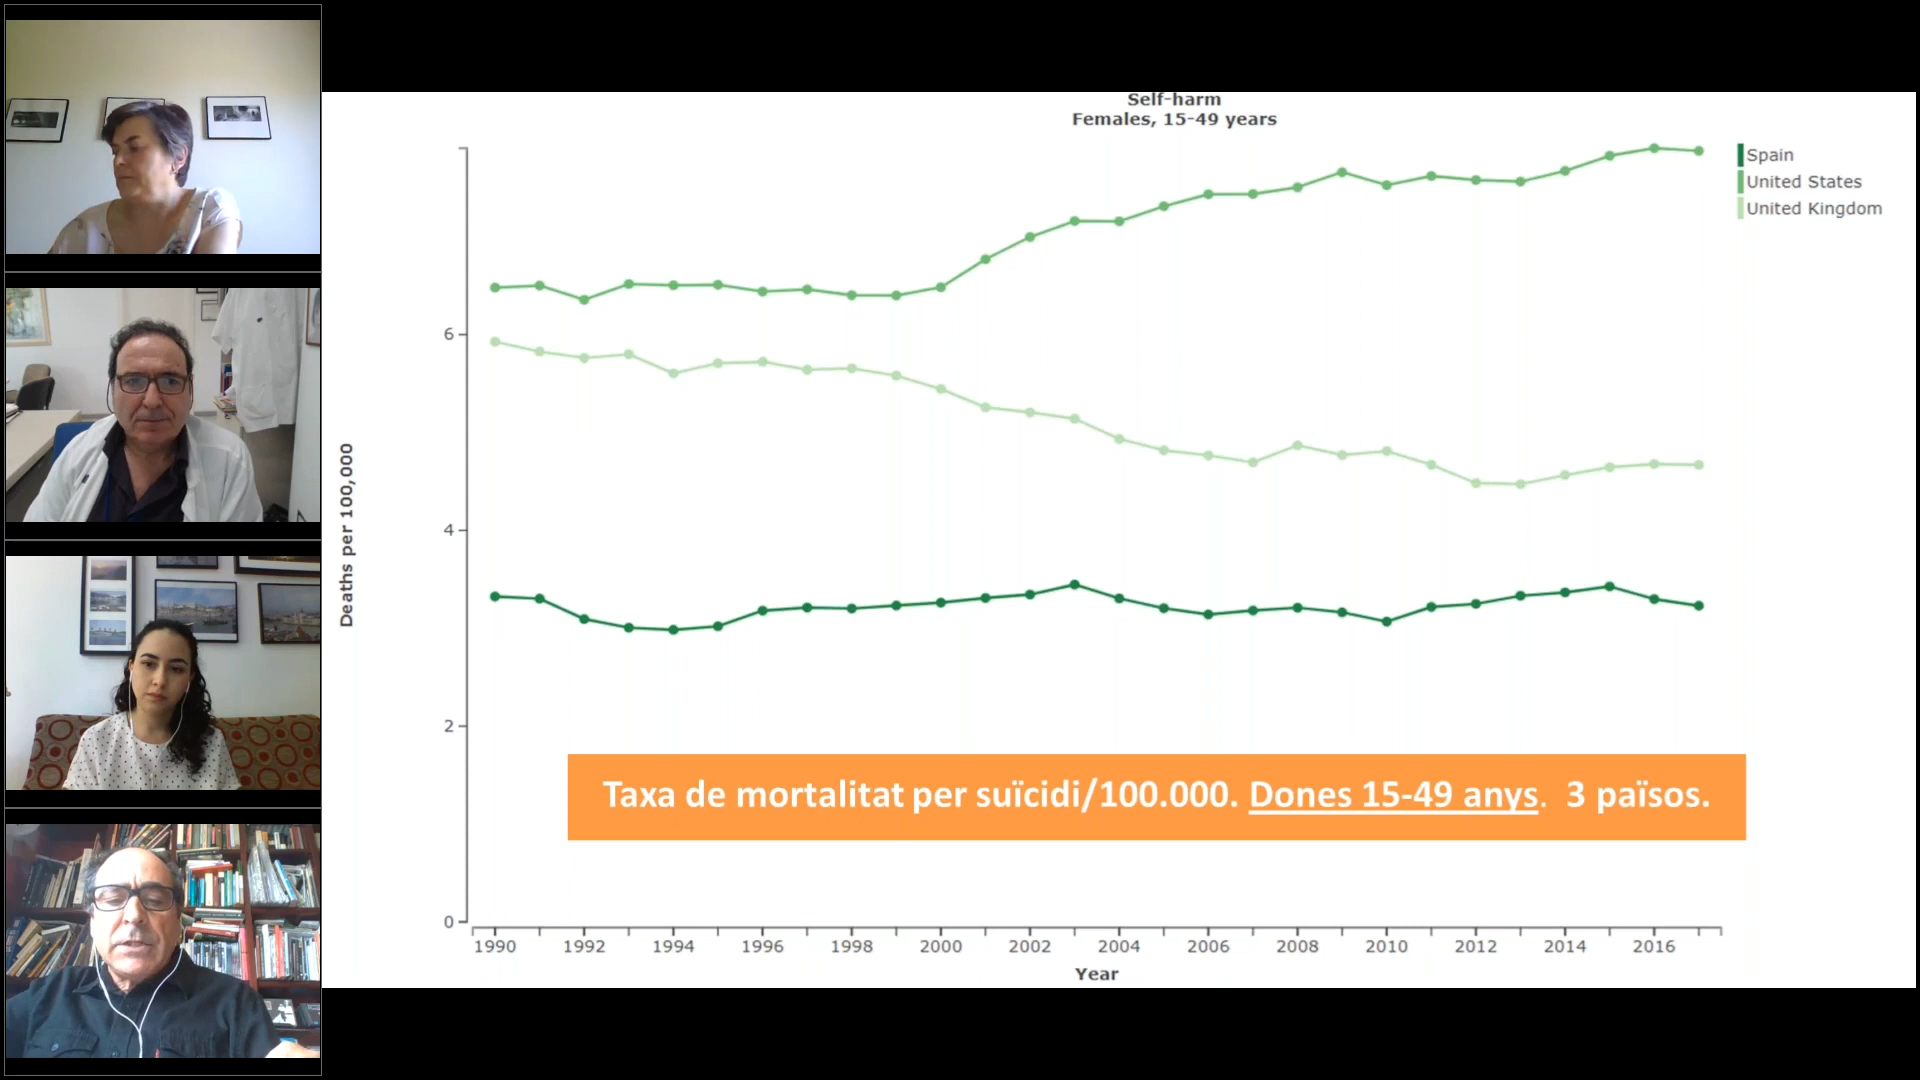 Self-harm
Females, 15-49 years
Spain
United States
United Kingdom
Deaths per 100,000
6
4
2
0
Taxa de mortalitat per suïcidi/100.000. Dones 15-49 anys. 3 països.
1990 1992 1994 1996 1998 2000 2002 2004 2006 2008 2010 2012 2014 2016
Year